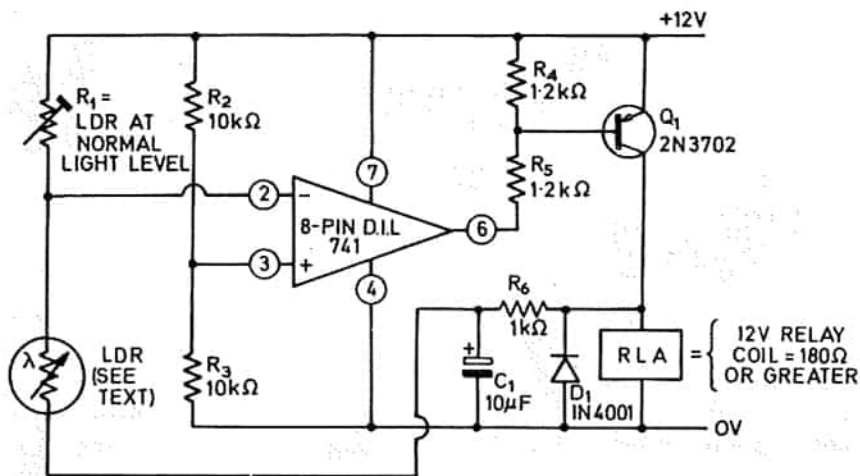 +12V
R1 =
LDR AT
NORMAL
LIGHT LEVEL
R2
10kΩ
R4
1·2kΩ
Q1
2N3702
R5
1·2kΩ
7
2
-
8-PIN D.I.L
741
6
3
+
4
R6
1kΩ
λ
LDR
(SEE
TEXT)
R3
10kΩ
+
C1
10µF
D1
IN4001
RLA
=
12V RELAY
COIL = 180Ω
OR GREATER
0V